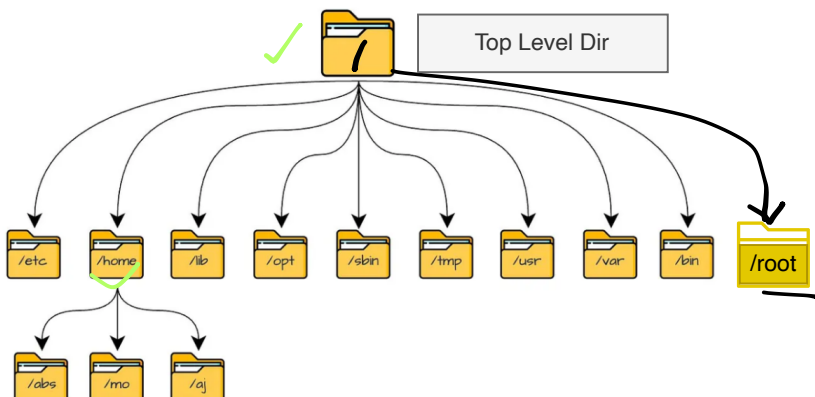 /
Top Level Dir
/etc
/home
/lib
/opt
/sbin
/tmp
/usr
/var
/bin
/root
/abs
/mo
/aj